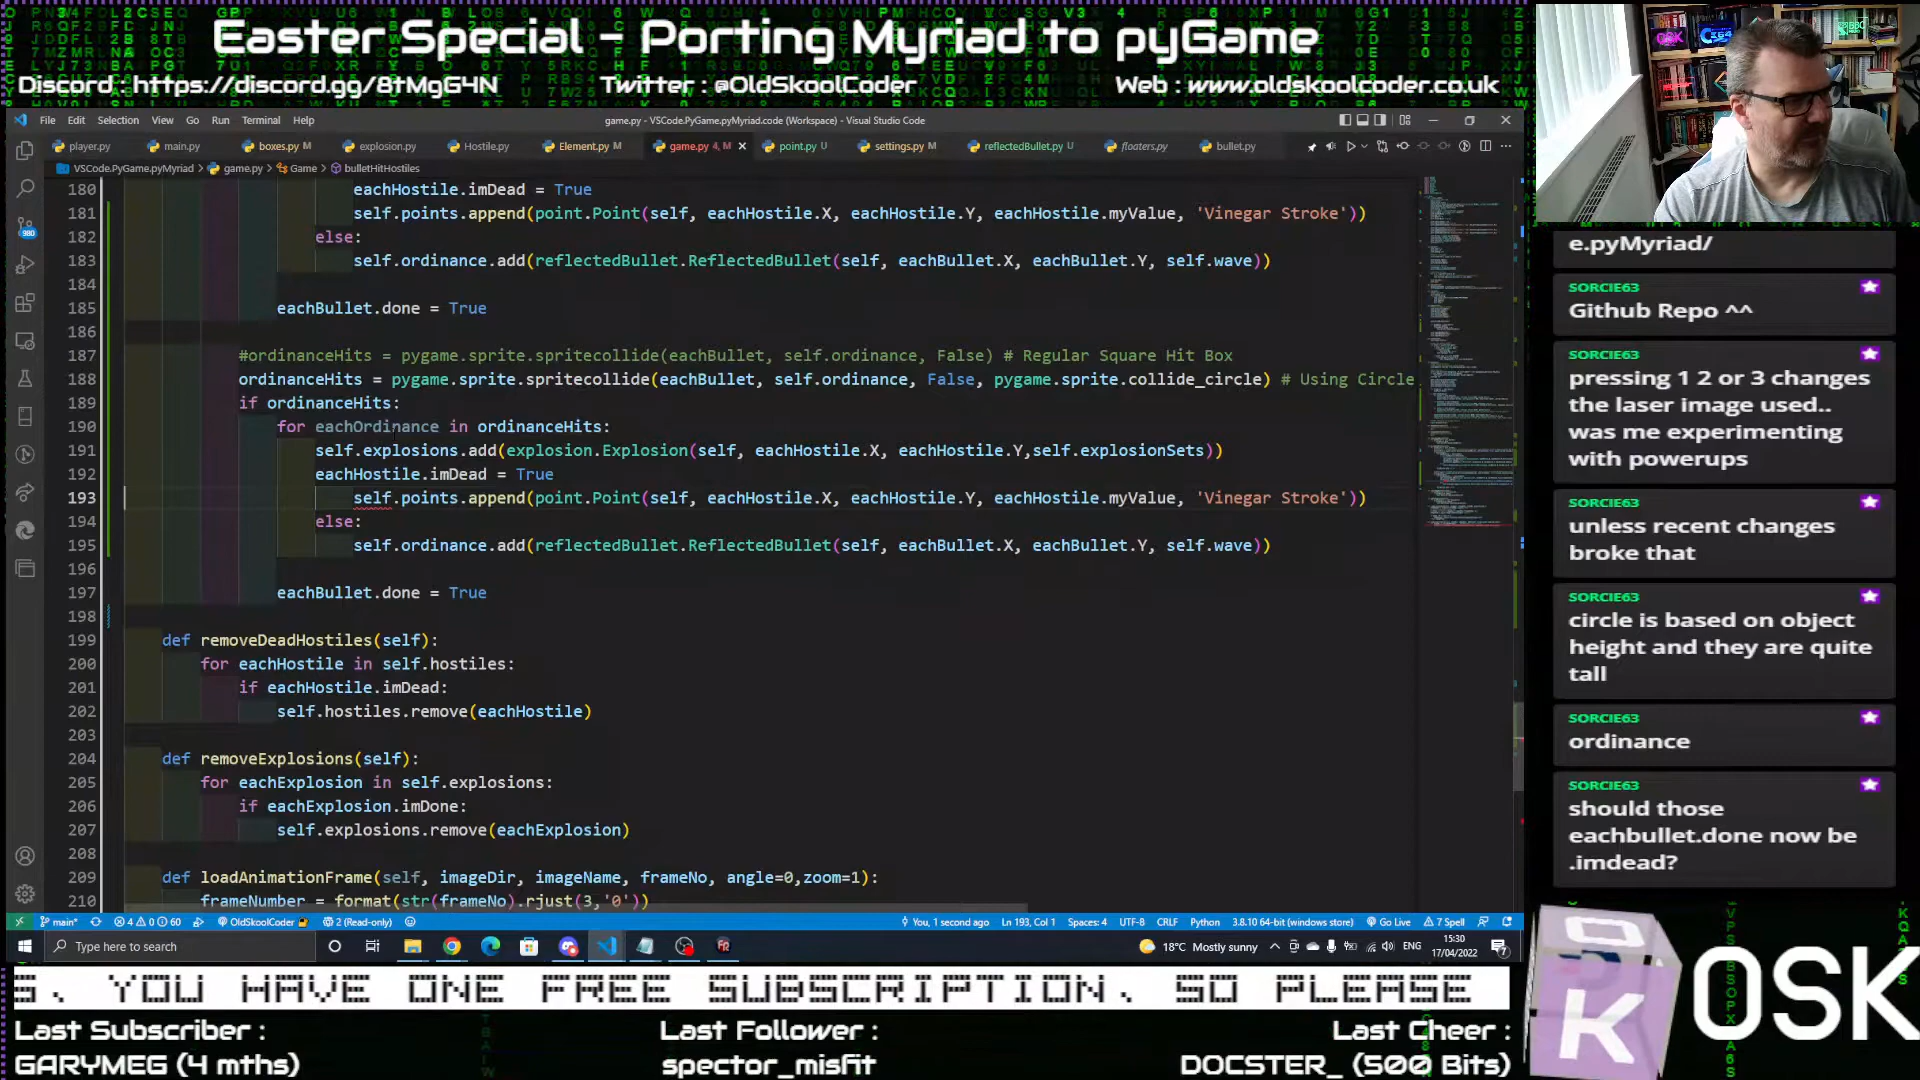 Easter Special - Porting Myriad to pyGame
Discord : https://discord.gg/8tMgG4N
Twitter : @OldSkoolCoder
Web : www.oldskoolcoder.co.uk
File Edit Selection View Go Run Terminal Help
game.py - VSCode.PyGame.pyMyriad.code (Workspace) - Visual Studio Code
player.py main.py boxes.py M explosion.py Hostile.py Element.py M game.py 4, M point.py U settings.py M reflectedBullet.py U floaters.py bullet.py
VSCode.PyGame.pyMyriad > game.py > Game > bulletHitHostiles
180 eachHostile.imDead = True
181 self.points.append(point.Point(self, eachHostile.X, eachHostile.Y, eachHostile.myValue, 'Vinegar Stroke'))
182 else:
183 self.ordinance.add(reflectedBullet.ReflectedBullet(self, eachBullet.X, eachBullet.Y, self.wave))
184
185 eachBullet.done = True
186
187 #ordinanceHits = pygame.sprite.spritecollide(eachBullet, self.ordinance, False) # Regular Square Hit Box
188 ordinanceHits = pygame.sprite.spritecollide(eachBullet, self.ordinance, False, pygame.sprite.collide_circle) # Using Circle
189 if ordinanceHits:
190 for eachOrdinance in ordinanceHits:
191 self.explosions.add(explosion.Explosion(self, eachHostile.X, eachHostile.Y,self.explosionSets))
192 eachHostile.imDead = True
193 self.points.append(point.Point(self, eachHostile.X, eachHostile.Y, eachHostile.myValue, 'Vinegar Stroke'))
194 else:
195 self.ordinance.add(reflectedBullet.ReflectedBullet(self, eachBullet.X, eachBullet.Y, self.wave))
196
197 eachBullet.done = True
198
199 def removeDeadHostiles(self):
200 for eachHostile in self.hostiles:
201 if eachHostile.imDead:
202 self.hostiles.remove(eachHostile)
203
204 def removeExplosions(self):
205 for eachExplosion in self.explosions:
206 if eachExplosion.imDone:
207 self.explosions.remove(eachExplosion)
208
209 def loadAnimationFrame(self, imageDir, imageName, frameNo, angle=0,zoom=1):
210 frameNumber = format(str(frameNo).rjust(3,'0'))
980
main* 4 0 60 OldSkoolCoder 2 (Read-only) You, 1 second ago Ln 193, Col 1 Spaces: 4 UTF-8 CRLF Python 3.8.10 64-bit (windows store) Go Live 7 Spell
Type here to search
18°C Mostly sunny ENG 15:30
17/04/2022
e.pyMyriad/
SORCIE63
Github Repo ^^
SORCIE63
pressing 1 2 or 3 changes
the laser image used..
was me experimenting
with powerups
SORCIE63
unless recent changes
broke that
SORCIE63
circle is based on object
height and they are quite
tall
SORCIE63
ordinance
SORCIE63
should those
eachbullet.done now be
.imdead?
S. YOU HAVE ONE FREE SUBSCRIPTION, SO PLEASE
Last Subscriber :
GARYMEG (4 mths)
Last Follower :
spector_misfit
Last Cheer :
DOCSTER_ (500 Bits)
O
K
OSK